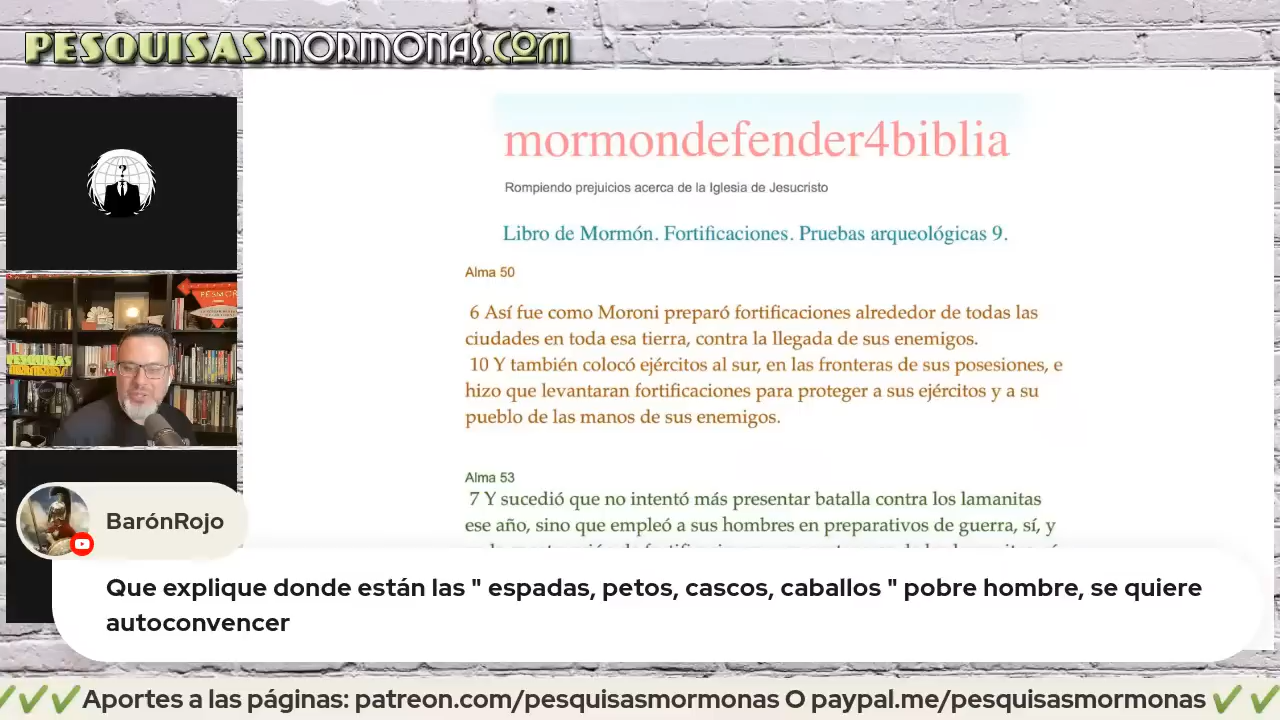 PESQUISASMORMONAS.COM
mormondefender4biblia
Rompiendo prejuicios acerca de la Iglesia de Jesucristo
Libro de Mormón. Fortificaciones. Pruebas arqueológicas 9.
Alma 50
6 Así fue como Moroni preparó fortificaciones alrededor de todas las
ciudades en toda esa tierra, contra la llegada de sus enemigos.
10 Y también colocó ejércitos al sur, en las fronteras de sus posesiones, e
hizo que levantaran fortificaciones para proteger a sus ejércitos y a su
pueblo de las manos de sus enemigos.
Alma 53
7 Y sucedió que no intentó más presentar batalla contra los lamanitas
ese año, sino que empleó a sus hombres en preparativos de guerra, sí, y
BarónRojo
Que explique donde están las " espadas, petos, cascos, caballos " pobre hombre, se quiere
autoconvencer
Aportes a las páginas: patreon.com/pesquisasmormonas O paypal.me/pesquisasmormonas